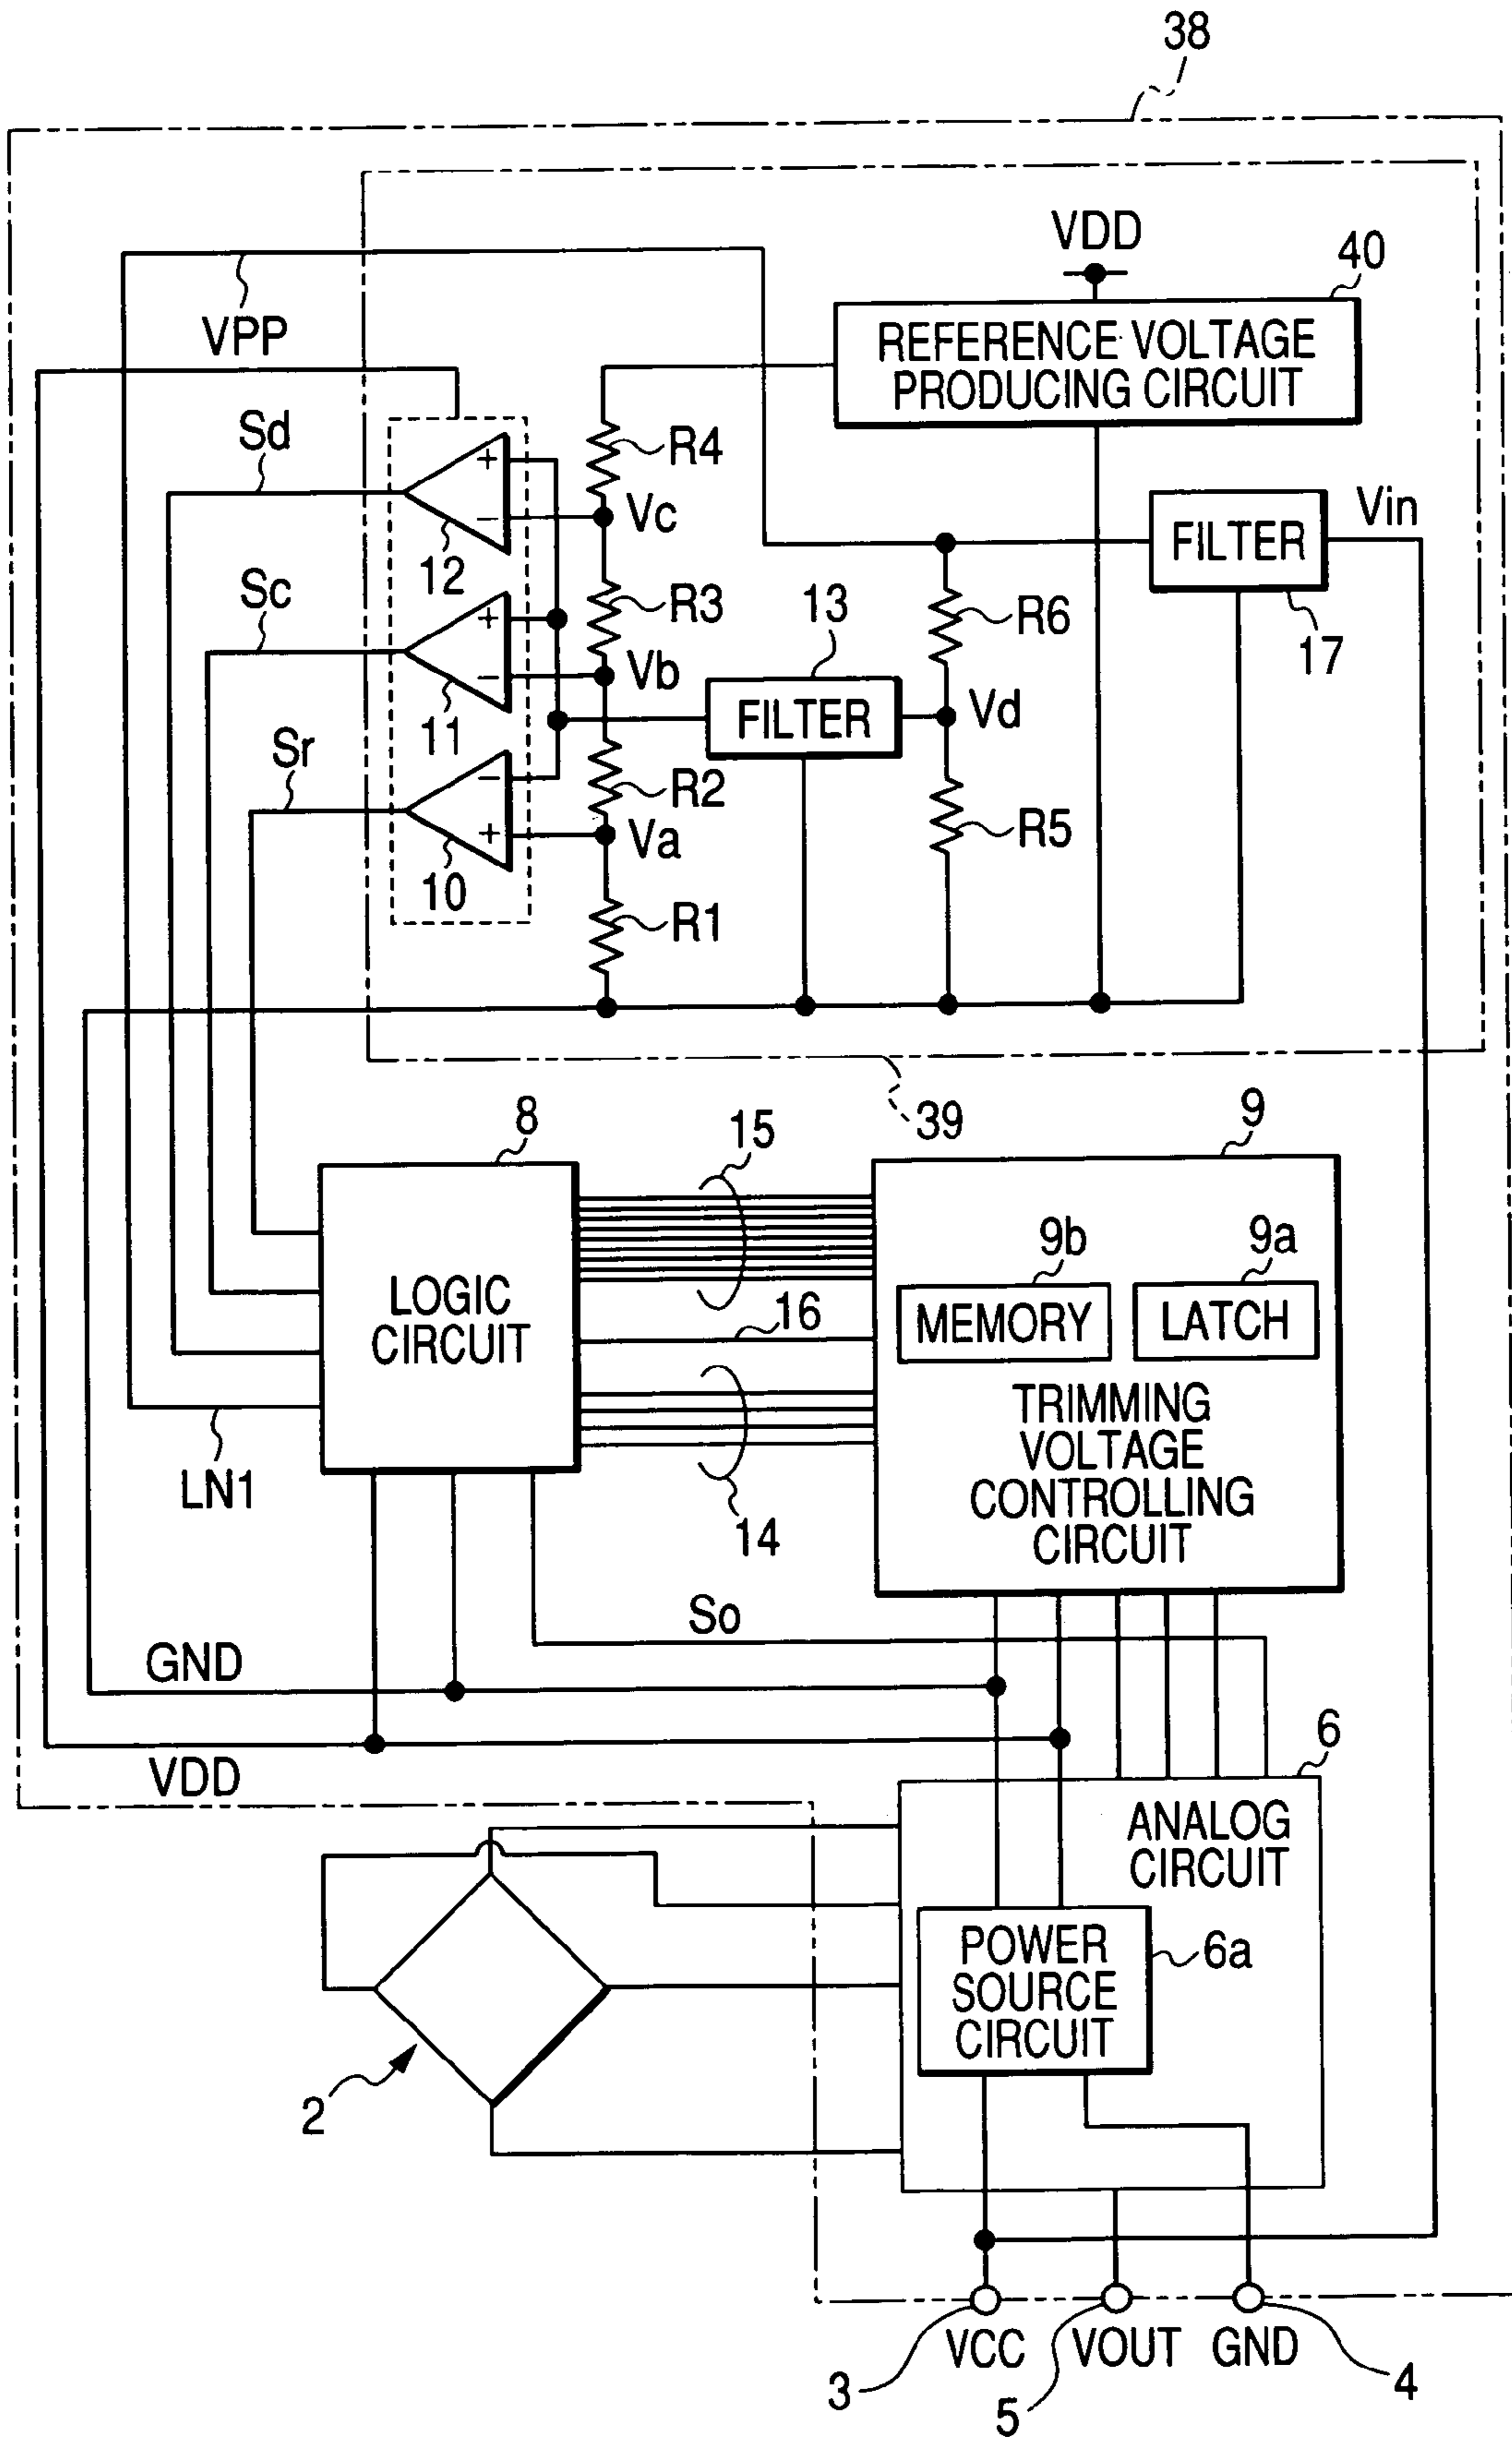 38
VDD
40
REFERENCE VOLTAGE
PRODUCING CIRCUIT
VPP
Sd
R4
Vc
+
−
12
FILTER
Vin
17
Sc
R3
13
R6
+
−
Vb
11
FILTER
Vd
Sr
R2
−
+
Va
R5
10
R1
39
8
15
9
LOGIC
CIRCUIT
9b
9a
MEMORY
LATCH
16
TRIMMING
VOLTAGE
CONTROLLING
CIRCUIT
LN1
14
So
GND
VDD
6
ANALOG
CIRCUIT
POWER
SOURCE
CIRCUIT
6a
2
VCC
VOUT
GND
3
5
4